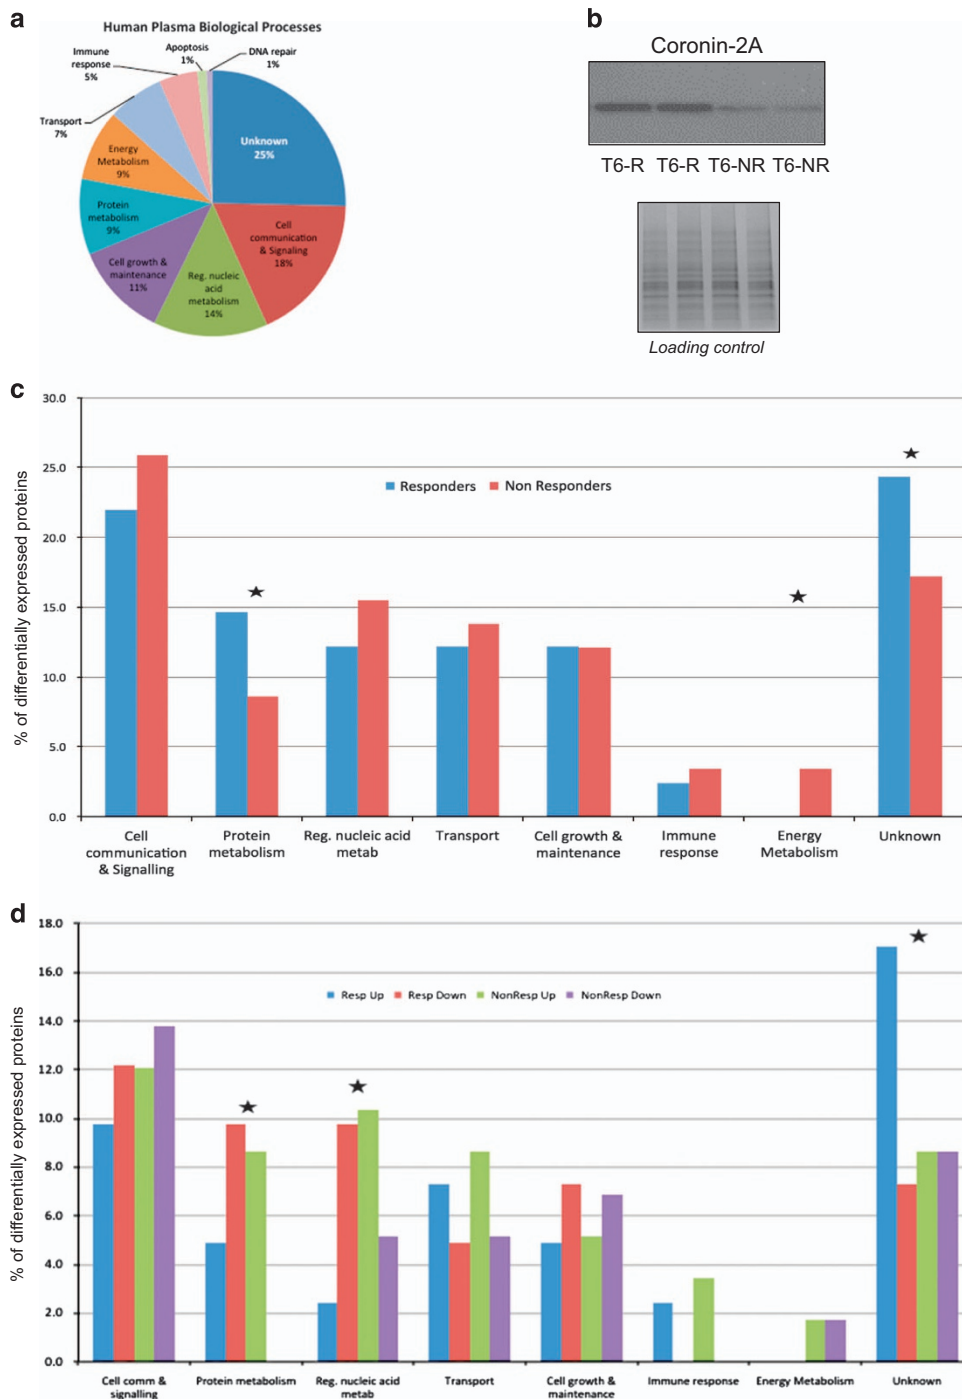 a
Human Plasma Biological Processes
Apoptosis
1%
DNA repair
1%
Immune
response
5%
Transport
7%
Energy
Metabolism
9%
Protein
metabolism
9%
Cell growth &
maintenance
11%
Reg. nucleic
acid
metabolism
14%
Cell
communication
& Signaling
18%
Unknown
25%
b
Coronin-2A
T6-R T6-R T6-NR T6-NR
Loading control
c
% of differentially expressed proteins
30.0
25.0
20.0
15.0
10.0
5.0
0.0
Responders Non Responders
Cell
communication
& Signalling
Protein
metabolism
Reg. nucleic acid
metab
Transport
Cell growth &
maintenance
Immune
response
Energy
Metabolism
Unknown
d
% of differentially expressed proteins
18.0
16.0
14.0
12.0
10.0
8.0
6.0
4.0
2.0
0.0
Resp Up Resp Down NonResp Up NonResp Down
Cell comm &
signalling
Protein metabolism
Reg. nucleic acid
metab
Transport
Cell growth &
maintenance
Immune response
Energy Metabolism
Unknown